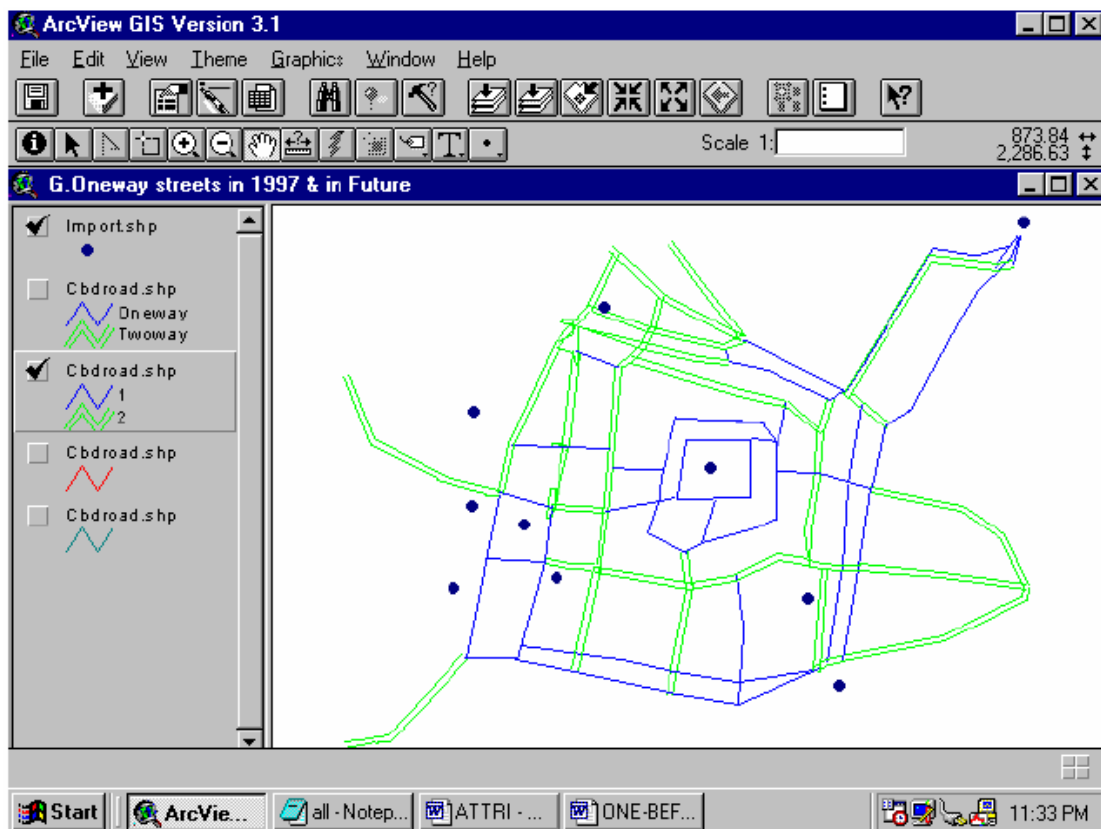 ArcView GIS Version 3.1
File Edit View Theme Graphics Window Help
Scale 1:
873.84
2,286.63
G.Oneway streets in 1997 & in Future
Import.shp
Cbdroad.shp
Oneway
Twoway
Cbdroad.shp
1
2
Cbdroad.shp
Cbdroad.shp
Start ArcVie... all - Notep... ATTRI - ... ONE-BEF... 11:33 PM